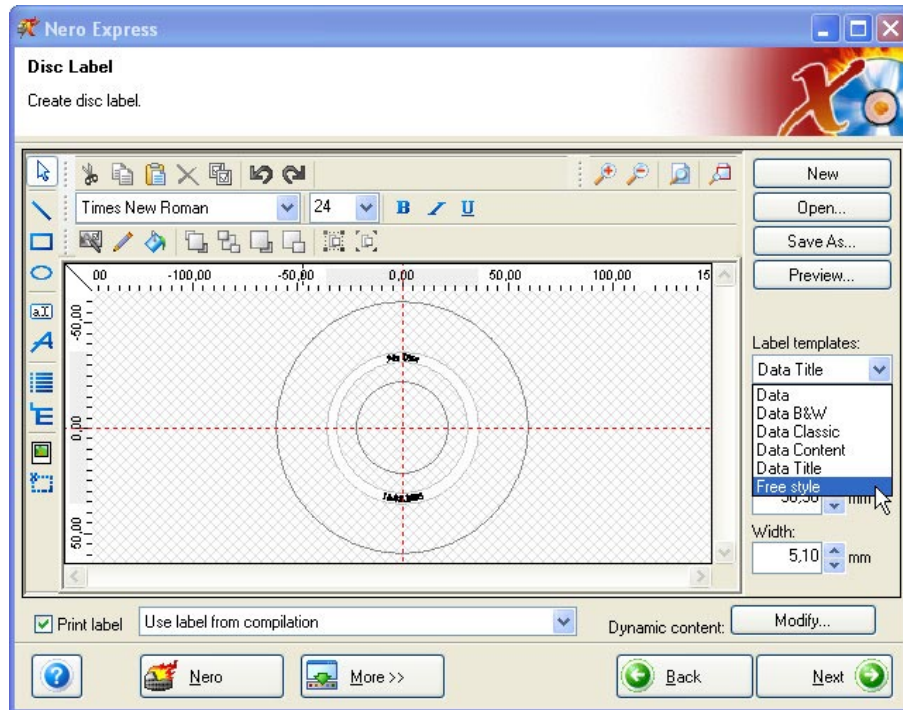 Nero Express
Disc Label
Create disc label.
New
Times New Roman 24 B I U
Open...
Save As...
Preview...
00 -100,00 -50,00 0,00 50,00 100,00 15
-50,00
0,00
50,00
Label templates:
Data Title
Data
Data B&W
Data Classic
Data Content
Data Title
Free style
mm
Width:
5,10 mm
Print label Use label from compilation Dynamic content: Modify...
Nero More >> Back Next